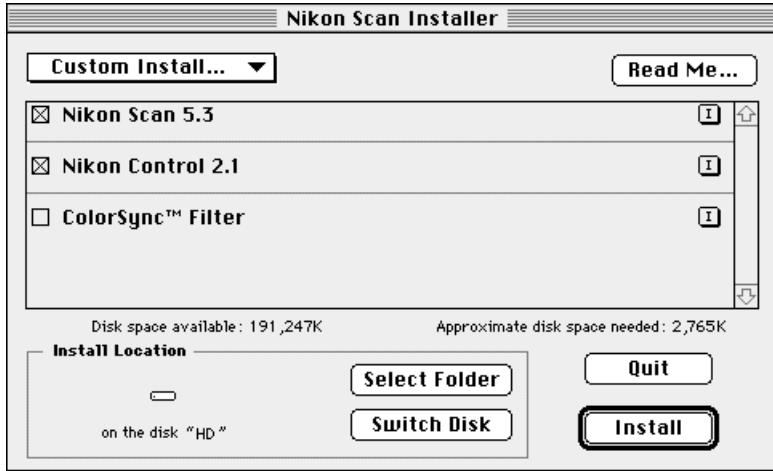 Nikon Scan Installer
Custom Install... Read Me...
Nikon Scan 5.3 I
Nikon Control 2.1 I
ColorSync™ Filter I
Disk space available: 191,247K Approximate disk space needed: 2,765K
Install Location
Select Folder Quit
on the disk "HD" Switch Disk Install